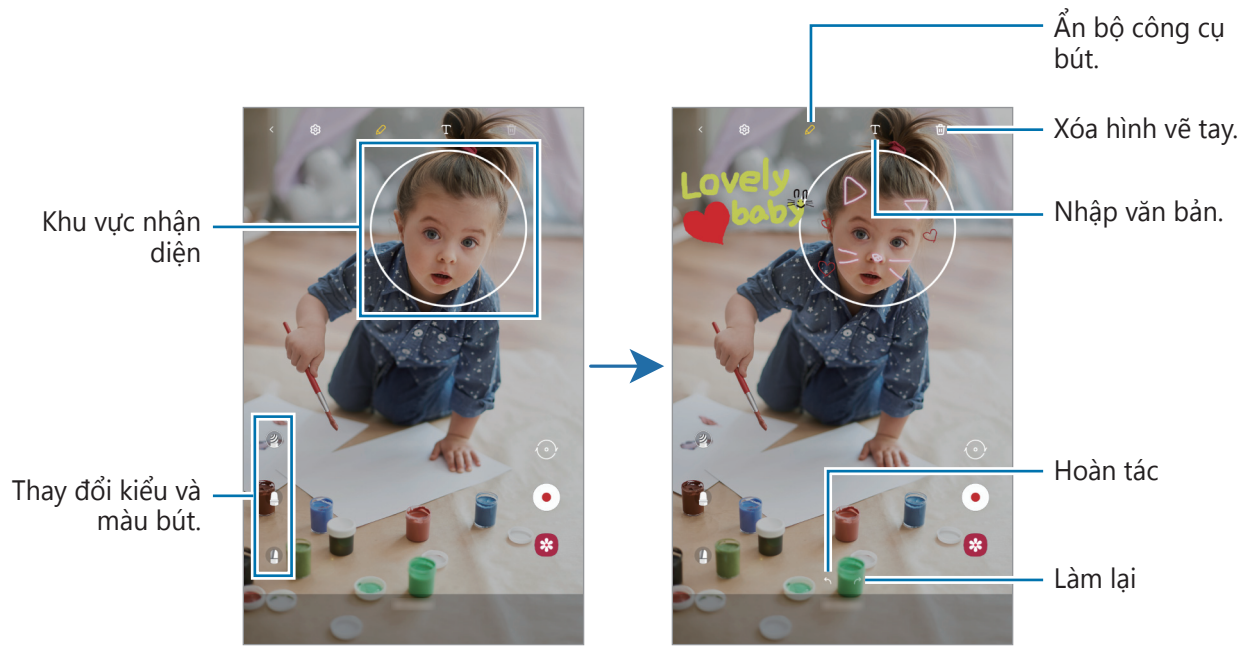 Khu vực nhận
diện
Thay đổi kiểu và
màu bút.
Ẩn bộ công cụ
bút.
Xóa hình vẽ tay.
T
T
Lovely
baby
Nhập văn bản.
Hoàn tác
Làm lại